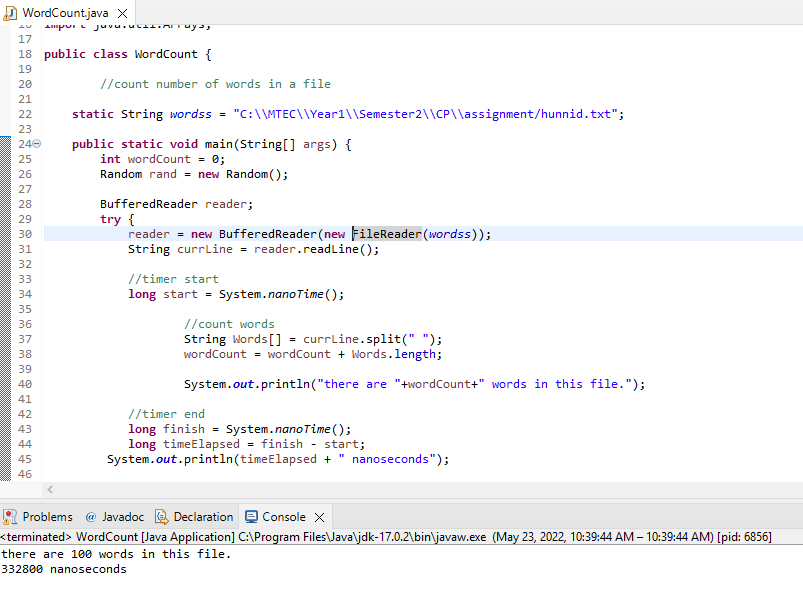 WordCount.java
16 import java.util.Arrays;
17
18 public class WordCount {
19
20 //count number of words in a file
21
22 static String wordss = "C:\\MTEC\\Year1\\Semester2\\CP\\assignment/hunnid.txt";
23
24 public static void main(String[] args) {
25 int wordCount = 0;
26 Random rand = new Random();
27
28 BufferedReader reader;
29 try {
30 reader = new BufferedReader(new FileReader(wordss));
31 String currLine = reader.readLine();
32
33 //timer start
34 long start = System.nanoTime();
35
36 //count words
37 String Words[] = currLine.split(" ");
38 wordCount = wordCount + Words.length;
39
40 System.out.println("there are "+wordCount+" words in this file.");
41
42 //timer end
43 long finish = System.nanoTime();
44 long timeElapsed = finish - start;
45 System.out.println(timeElapsed + " nanoseconds");
46
Problems @ Javadoc Declaration Console
<terminated> WordCount [Java Application] C:\Program Files\Java\jdk-17.0.2\bin\javaw.exe (May 23, 2022, 10:39:44 AM – 10:39:44 AM) [pid: 6856]
there are 100 words in this file.
332800 nanoseconds